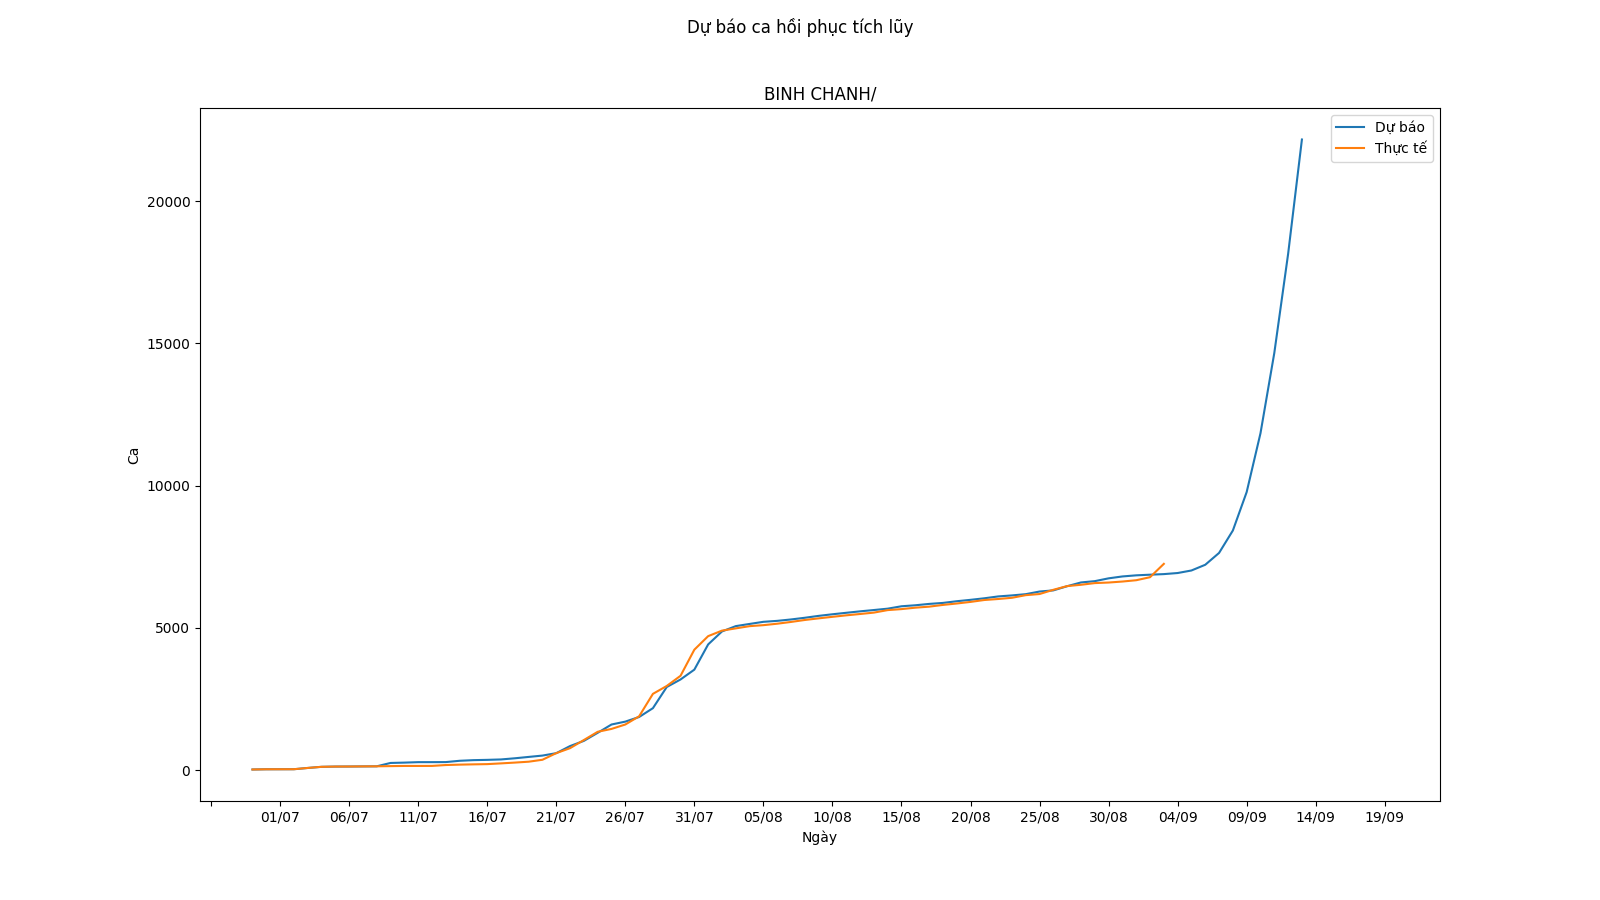 Dự báo ca hồi phục tích lũy
BINH CHANH/
Dự báo
Thực tế
20000
15000
10000
5000
0
Ca
01/07 06/07 11/07 16/07 21/07 26/07 31/07 05/08 10/08 15/08 20/08 25/08 30/08 04/09 09/09 14/09 19/09
Ngày